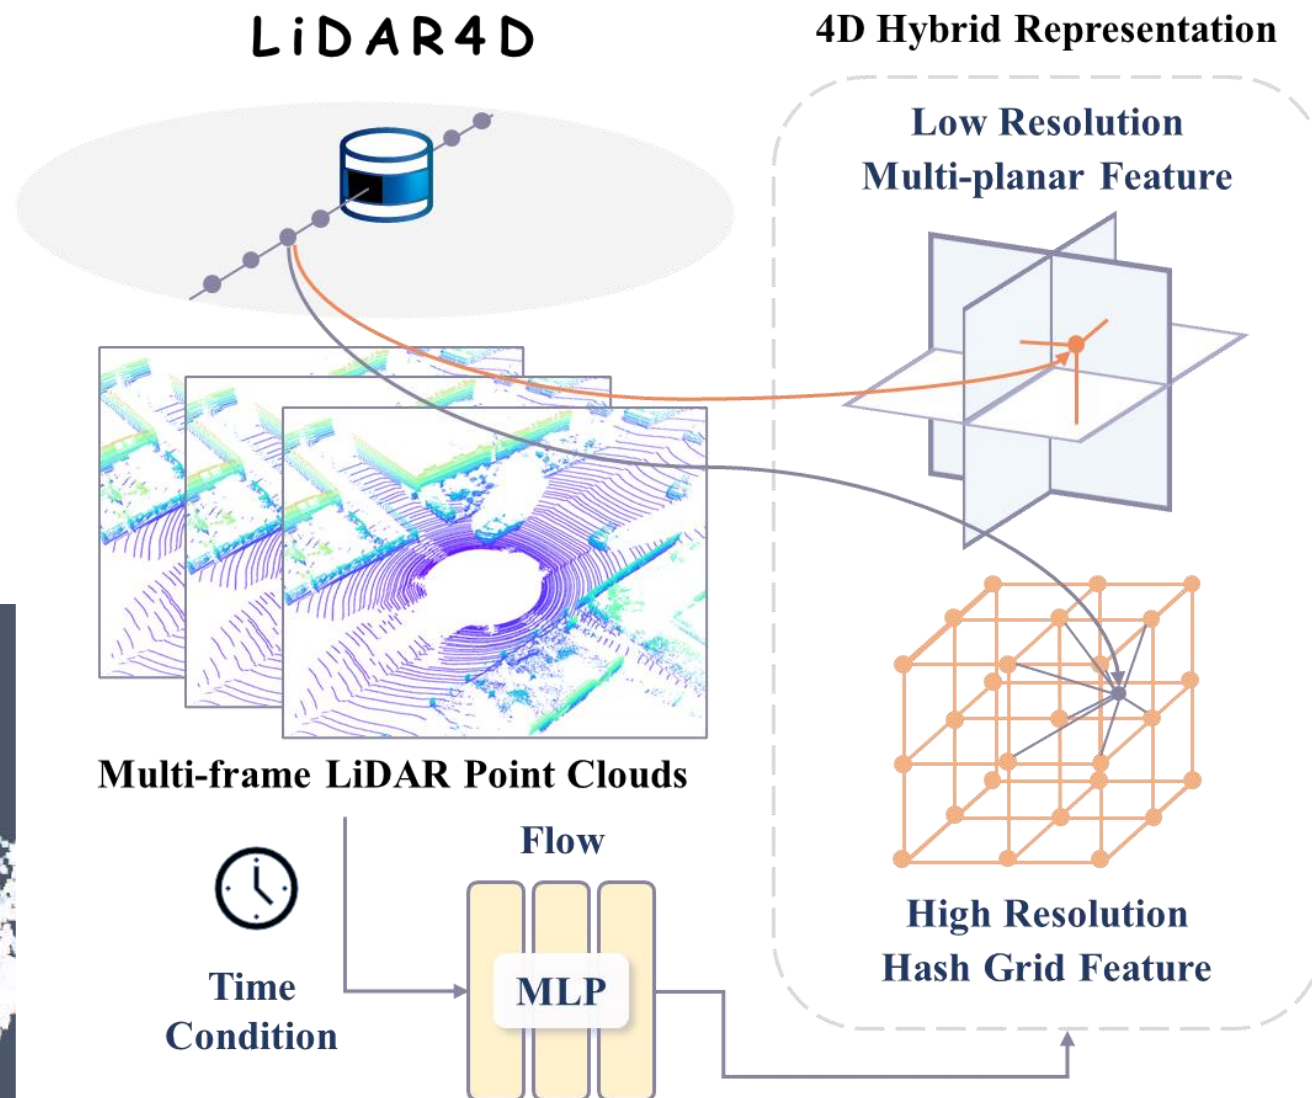 LiDAR4D
4D Hybrid Representation
Low Resolution
Multi-planar Feature
Multi-frame LiDAR Point Clouds
Flow
MLP
Time
Condition
High Resolution
Hash Grid Feature